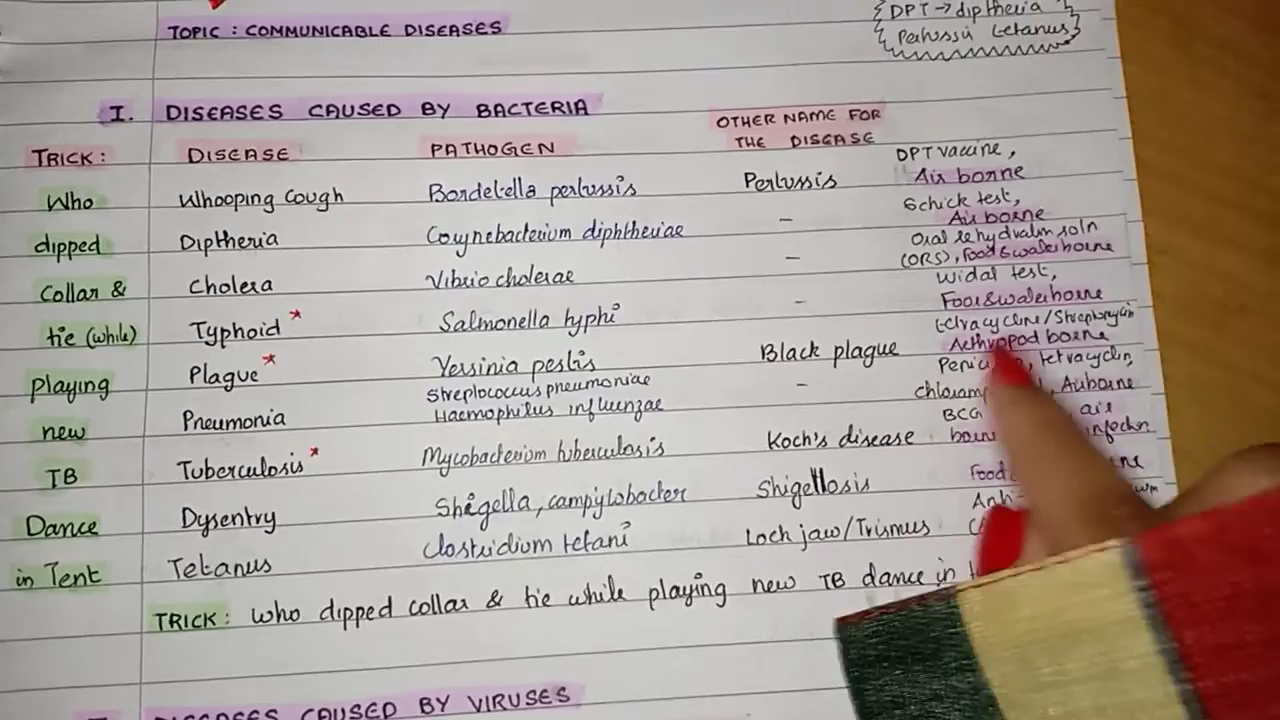 DPT → diptheria
Pertussis tetanus
TOPIC : COMMUNICABLE DISEASES
I. DISEASES CAUSED BY BACTERIA
TRICK: DISEASE PATHOGEN OTHER NAME FOR THE DISEASE
Who Whooping Cough Bordetella pertussis Pertussis DPT vaccine, Air borne
dipped Diptheria Coynebacterium diphtheriae – Schick test, Air borne
Collar & Cholera Vibrio cholerae – Oral rehydration soln (ORS), Food & waterborne
tie (while) Typhoid * Salmonella typhi – Widal test, Food & waterborne
Playing Plague * Yersinia pestis Black plague tetracycline/Streptomycin Arthropod borne
new Pneumonia Streptococcus pneumoniae Haemophilus influenzae – tetracyclin, Airborne
TB Tuberculosis * Mycobacterium tuberculosis Koch's disease BCG air
Dance Dysentry Shigella, campylobacter Shigellosis
in Tent Tetanus Clostridium tetani Lock jaw/Trismus
TRICK: who dipped collar & tie while playing new TB dance in
DISEASES CAUSED BY VIRUSES